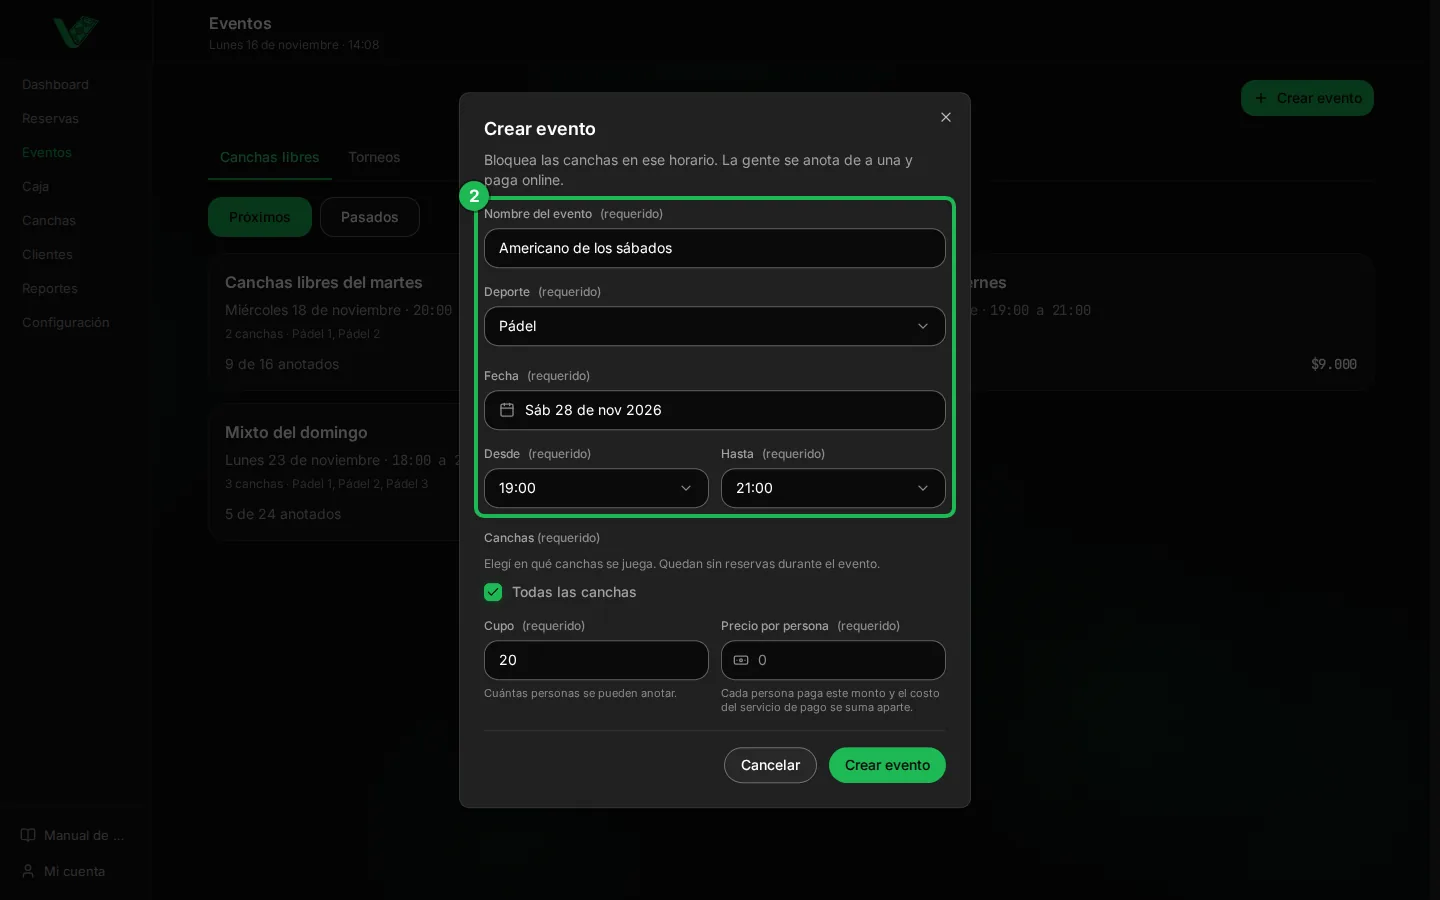 Eventos
Lunes 16 de noviembre · 14:08
Dashboard
Reservas
Eventos
Caja
Canchas
Clientes
Reportes
Configuración
Manual de ...
Mi cuenta
+ Crear evento
Canchas libres
Torneos
Próximos
Pasados
Canchas libres del martes
Miércoles 18 de noviembre · 20:00
2 canchas · Pádel 1, Pádel 2
9 de 16 anotados
19:00 a 21:00
$9.000
Mixto del domingo
Lunes 23 de noviembre · 18:00 a
3 canchas · Padel 1, Pádel 2, Pádel 3
5 de 24 anotados
Crear evento
Bloquea las canchas en ese horario. La gente se anota de a una y
paga online.
2
Nombre del evento (requerido)
Americano de los sábados
Deporte (requerido)
Pádel
Fecha (requerido)
Sáb 28 de nov 2026
Desde (requerido)
Hasta (requerido)
19:00
21:00
Canchas (requerido)
Elegí en qué canchas se juega. Quedan sin reservas durante el evento.
Todas las canchas
Cupo (requerido)
Precio por persona (requerido)
20
0
Cuántas personas se pueden anotar.
Cada persona paga este monto y el costo
del servicio de pago se suma aparte.
Cancelar
Crear evento